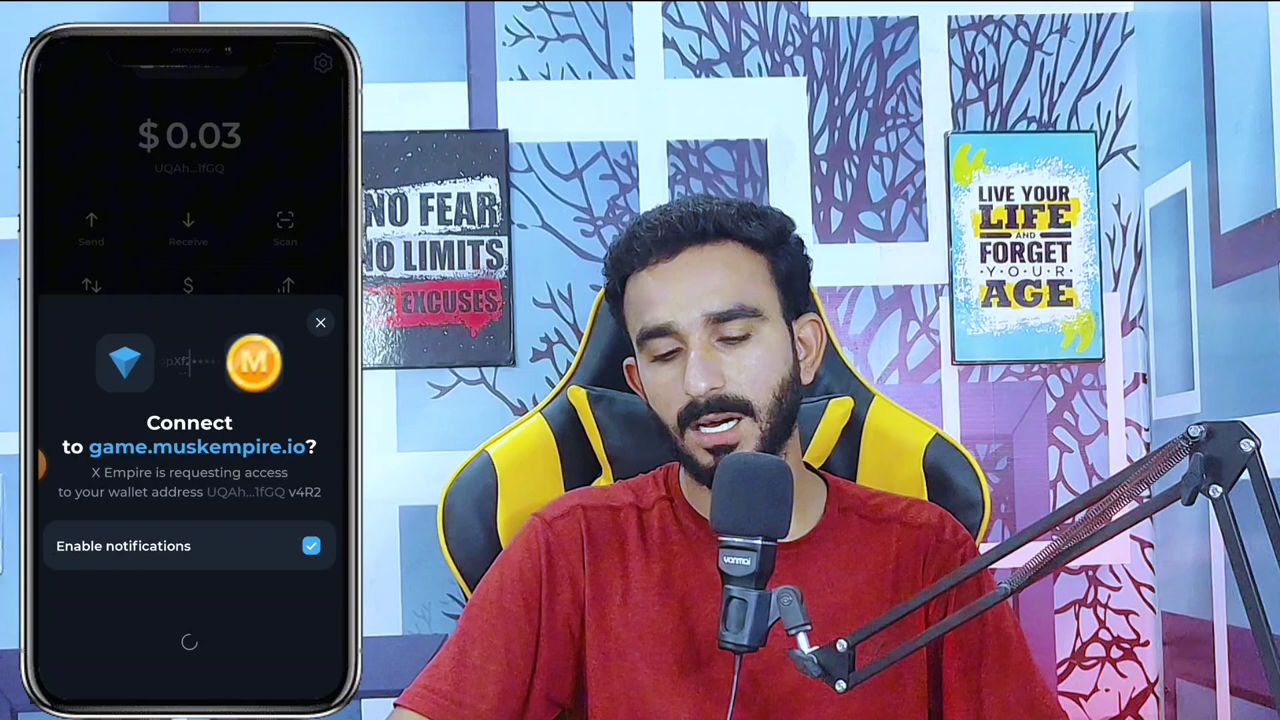 $ 0.03
UQAh...1fGQ
Send
Receive
Scan
Connect
to game.muskempire.io?
X Empire is requesting access
to your wallet address UQAh...1fGQ v4R2
Enable notifications
M
NO FEAR
NO LIMITS
EXCUSES
LIVE YOUR
LIFE
AND
FORGET
·Y·O·U·R·
AGE
YANMAI